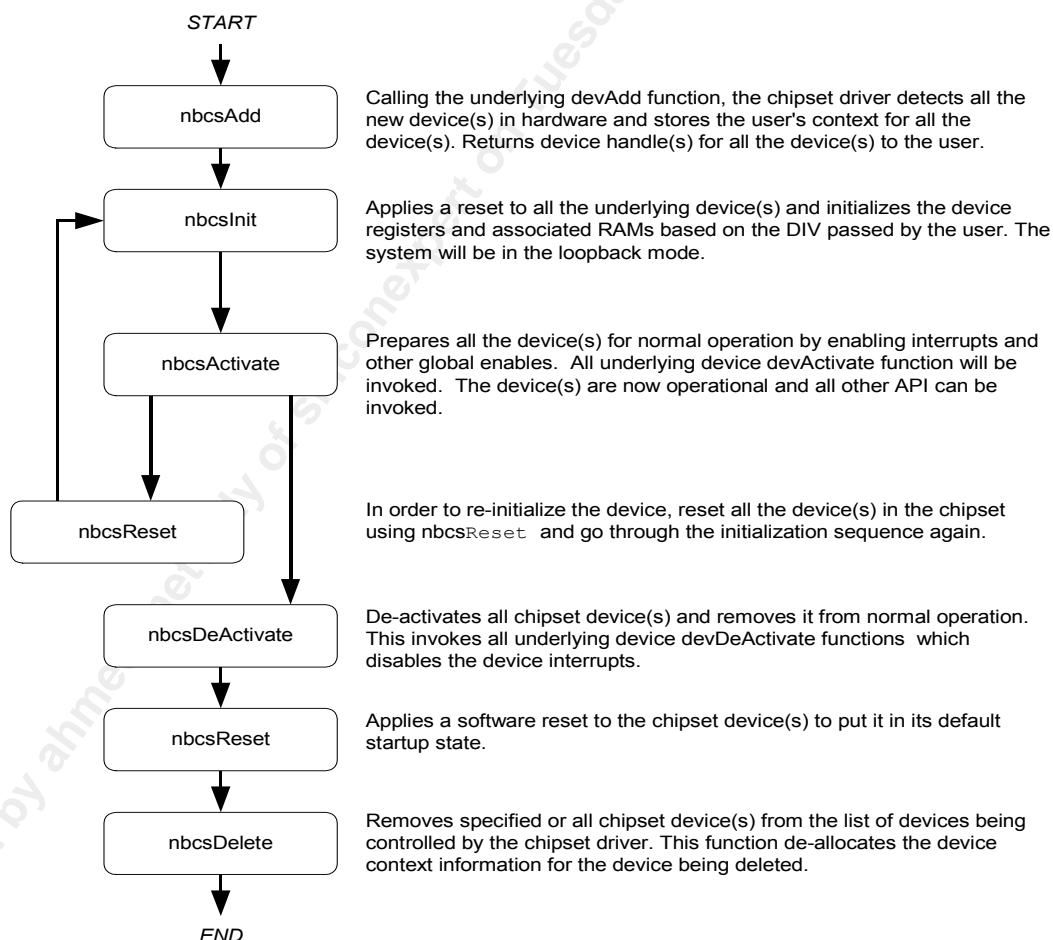 START
nbcsAdd
Calling the underlying devAdd function, the chipset driver detects all the
new device(s) in hardware and stores the user's context for all the
device(s). Returns device handle(s) for all the device(s) to the user.
nbcsInit
Applies a reset to all the underlying device(s) and initializes the device
registers and associated RAMs based on the DIV passed by the user. The
system will be in the loopback mode.
nbcsActivate
Prepares all the device(s) for normal operation by enabling interrupts and
other global enables.  All underlying device devActivate function will be
invoked.  The device(s) are now operational and all other API can be
invoked.
nbcsReset
In order to re-initialize the device, reset all the device(s) in the chipset
using nbcsReset  and go through the initialization sequence again.
nbcsDeActivate
De-activates all chipset device(s) and removes it from normal operation.
This invokes all underlying device devDeActivate functions  which
disables the device interrupts.
nbcsReset
Applies a software reset to the chipset device(s) to put it in its default
startup state.
nbcsDelete
Removes specified or all chipset device(s) from the list of devices being
controlled by the chipset driver. This function de-allocates the device
context information for the device being deleted.
END